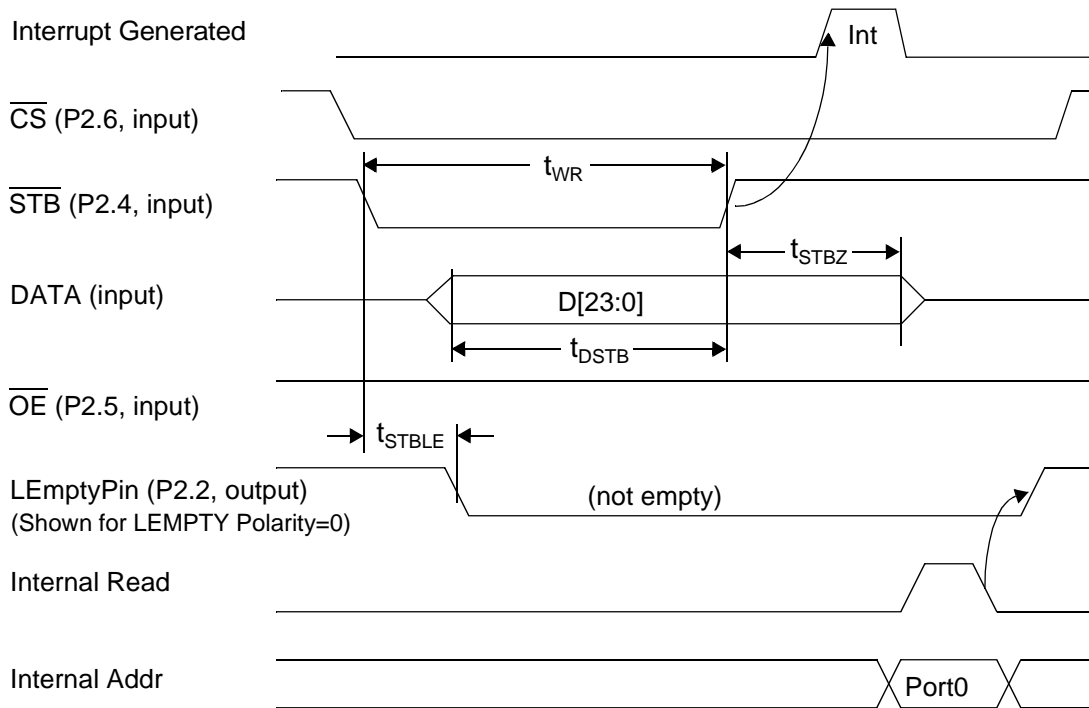 Interrupt Generated
Int
CS (P2.6, input)
tWR
STB (P2.4, input)
tSTBZ
DATA (input)
D[23:0]
tDSTB
OE (P2.5, input)
tSTBLE
LEmptyPin (P2.2, output)
(not empty)
(Shown for LEMPTY Polarity=0)
Internal Read
Internal Addr
Port0